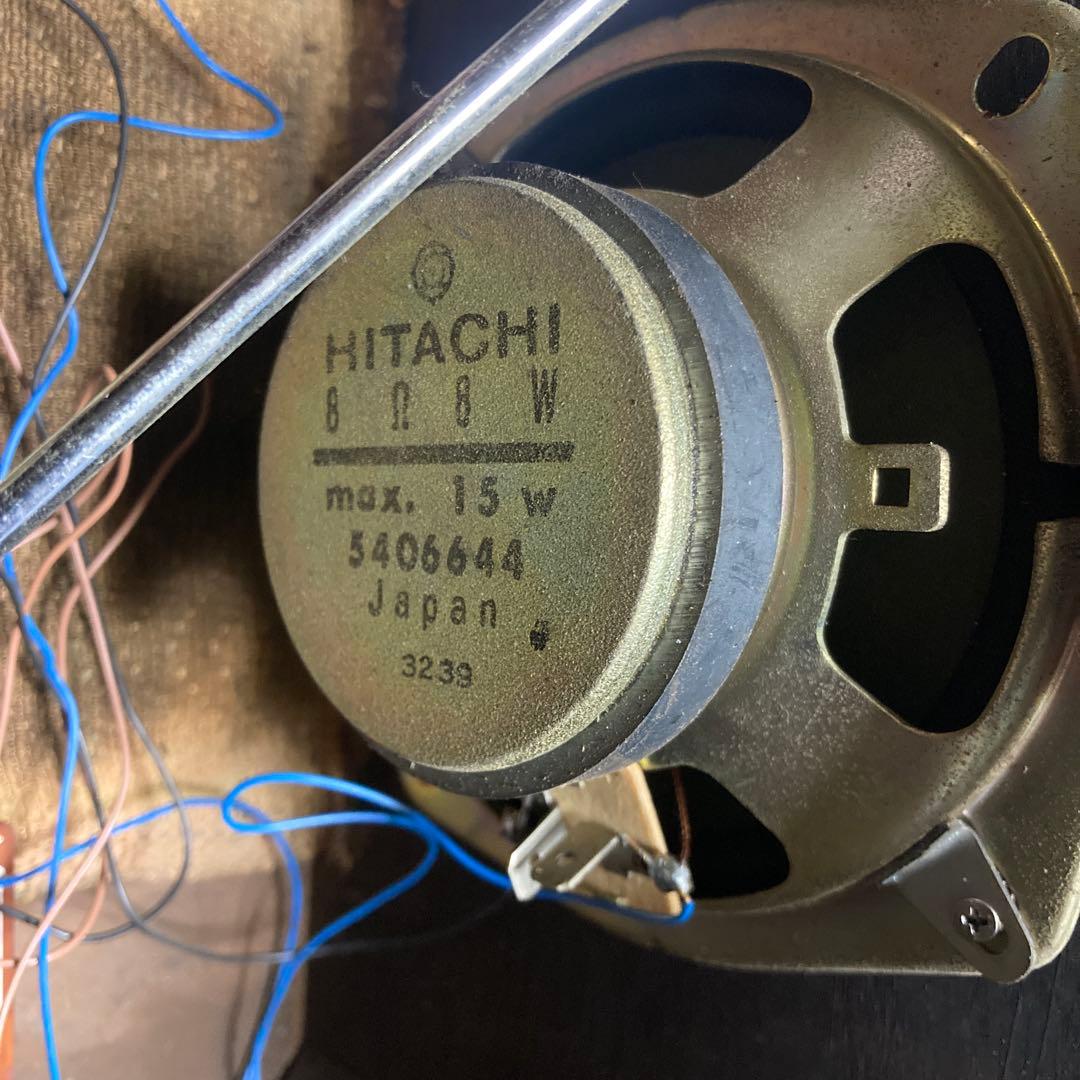 HITACHI
8 Ω 8 W
max. 15 w
5406644
Japan
3239